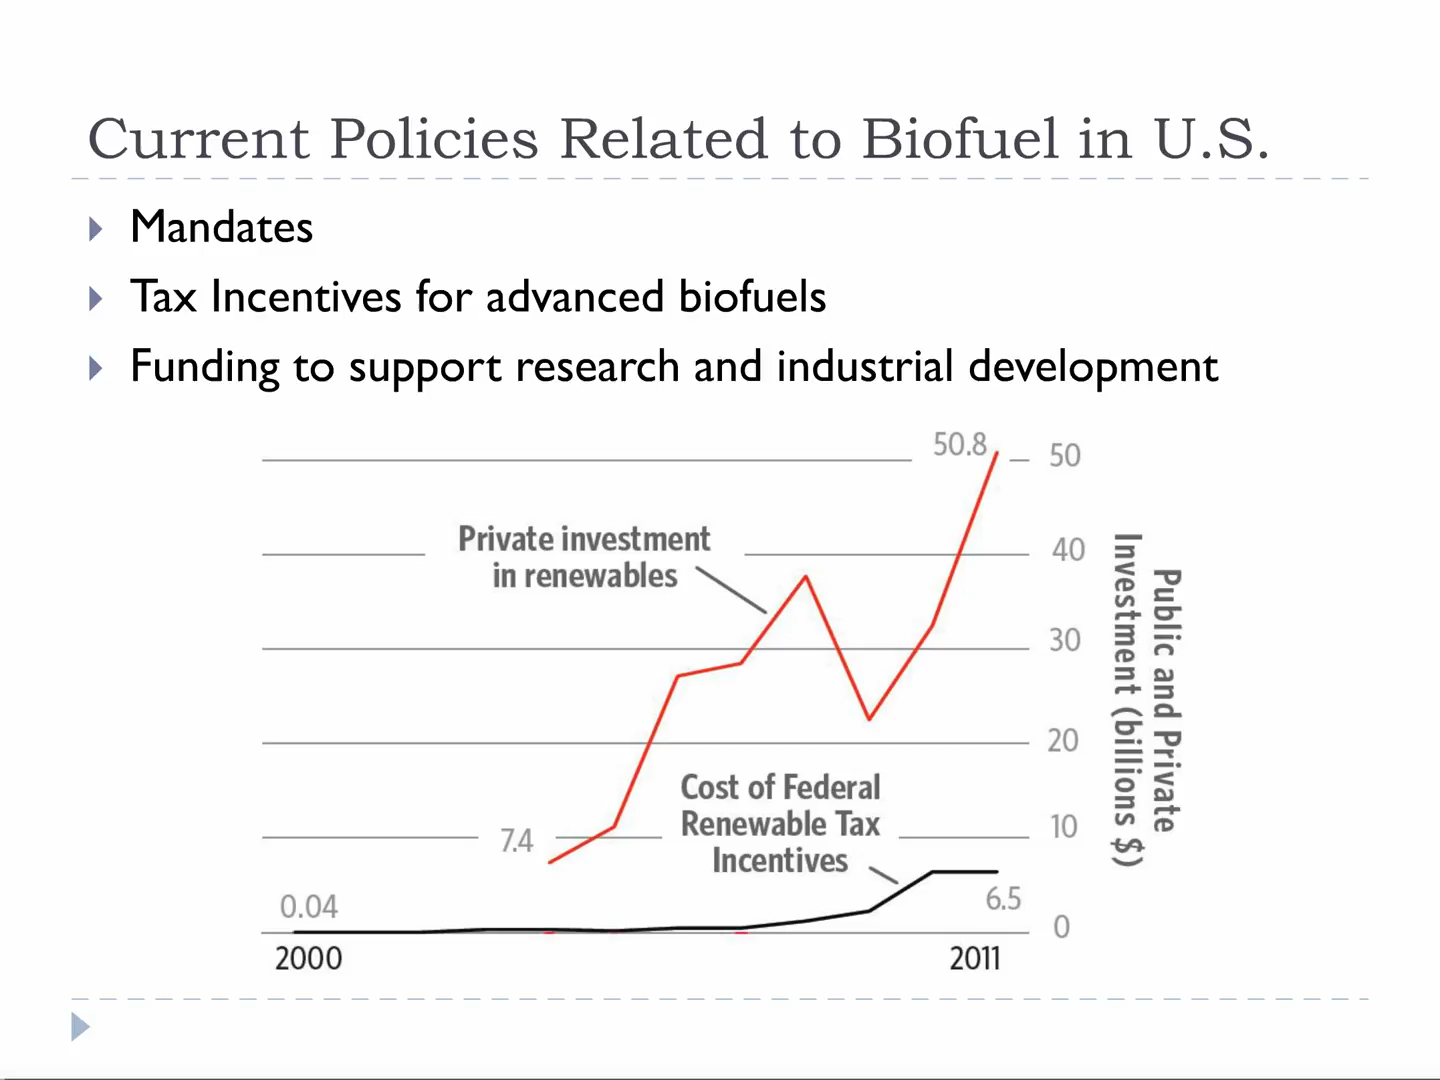 Current Policies Related to Biofuel in U.S.
Mandates
Tax Incentives for advanced biofuels
Funding to support research and industrial development
50.8
50
Private investment
in renewables
40
30
20
Cost of Federal
Renewable Tax
Incentives
7.4
10
0.04
6.5
0
2000
2011
Public and Private
Investment (billions $)